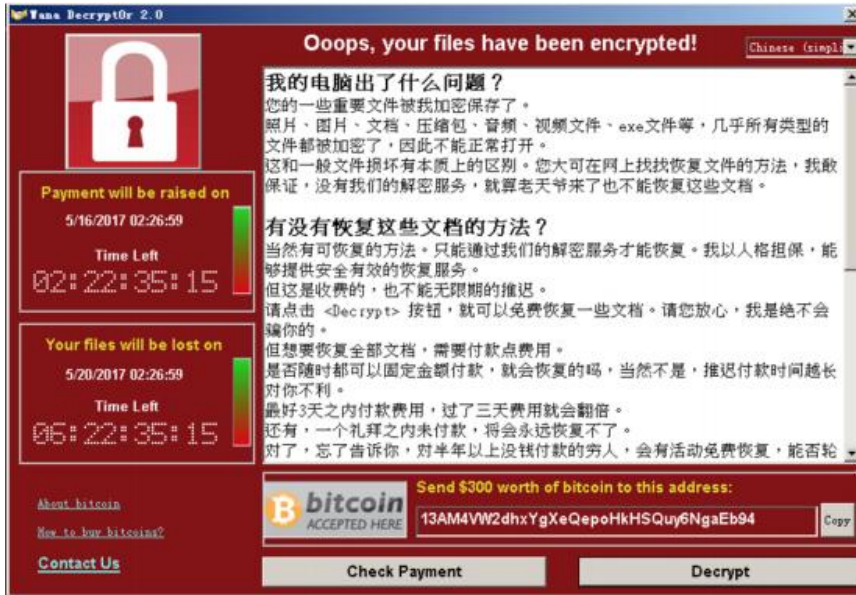 Wana Decrypt0r 2.0
Ooops, your files have been encrypted!
Chinese (simpli
Payment will be raised on
5/16/2017 02:26:59
Time Left
02:22:35:15
Your files will be lost on
5/20/2017 02:26:59
Time Left
06:22:35:15
About bitcoin
How to buy bitcoins?
Contact Us
我的电脑出了什么问题？
您的一些重要文件被我加密保存了。
照片、图片、文档、压缩包、音频、视频文件、exe文件等，几乎所有类型的
文件都被加密了，因此不能正常打开。
这和一般文件损坏有本质上的区别。您大可在网上找找恢复文件的方法，我敢
保证，没有我们的解密服务，就算老天爷来了也不能恢复这些文档。
有没有恢复这些文档的方法？
当然有可恢复的方法。只能通过我们的解密服务才能恢复。我以人格担保，能
够提供安全有效的恢复服务。
但这是收费的，也不能无限期的推迟。
请点击 <Decrypt> 按钮，就可以免费恢复一些文档。请您放心，我是绝不会
骗你的。
但想要恢复全部文档，需要付款点费用。
是否随时都可以固定金额付款，就会恢复的吗，当然不是，推迟付款时间越长
对你不利。
最好3天之内付款费用，过了三天费用就会翻倍。
还有，一个礼拜之内未付款，将会永远恢复不了。
对了，忘了告诉你，对半年以上没钱付款的穷人，会有活动免费恢复，能否轮
bitcoin
ACCEPTED HERE
Send $300 worth of bitcoin to this address:
13AM4VW2dhxYgXeQepoHkHSQuy6NgaEb94
Copy
Check Payment
Decrypt